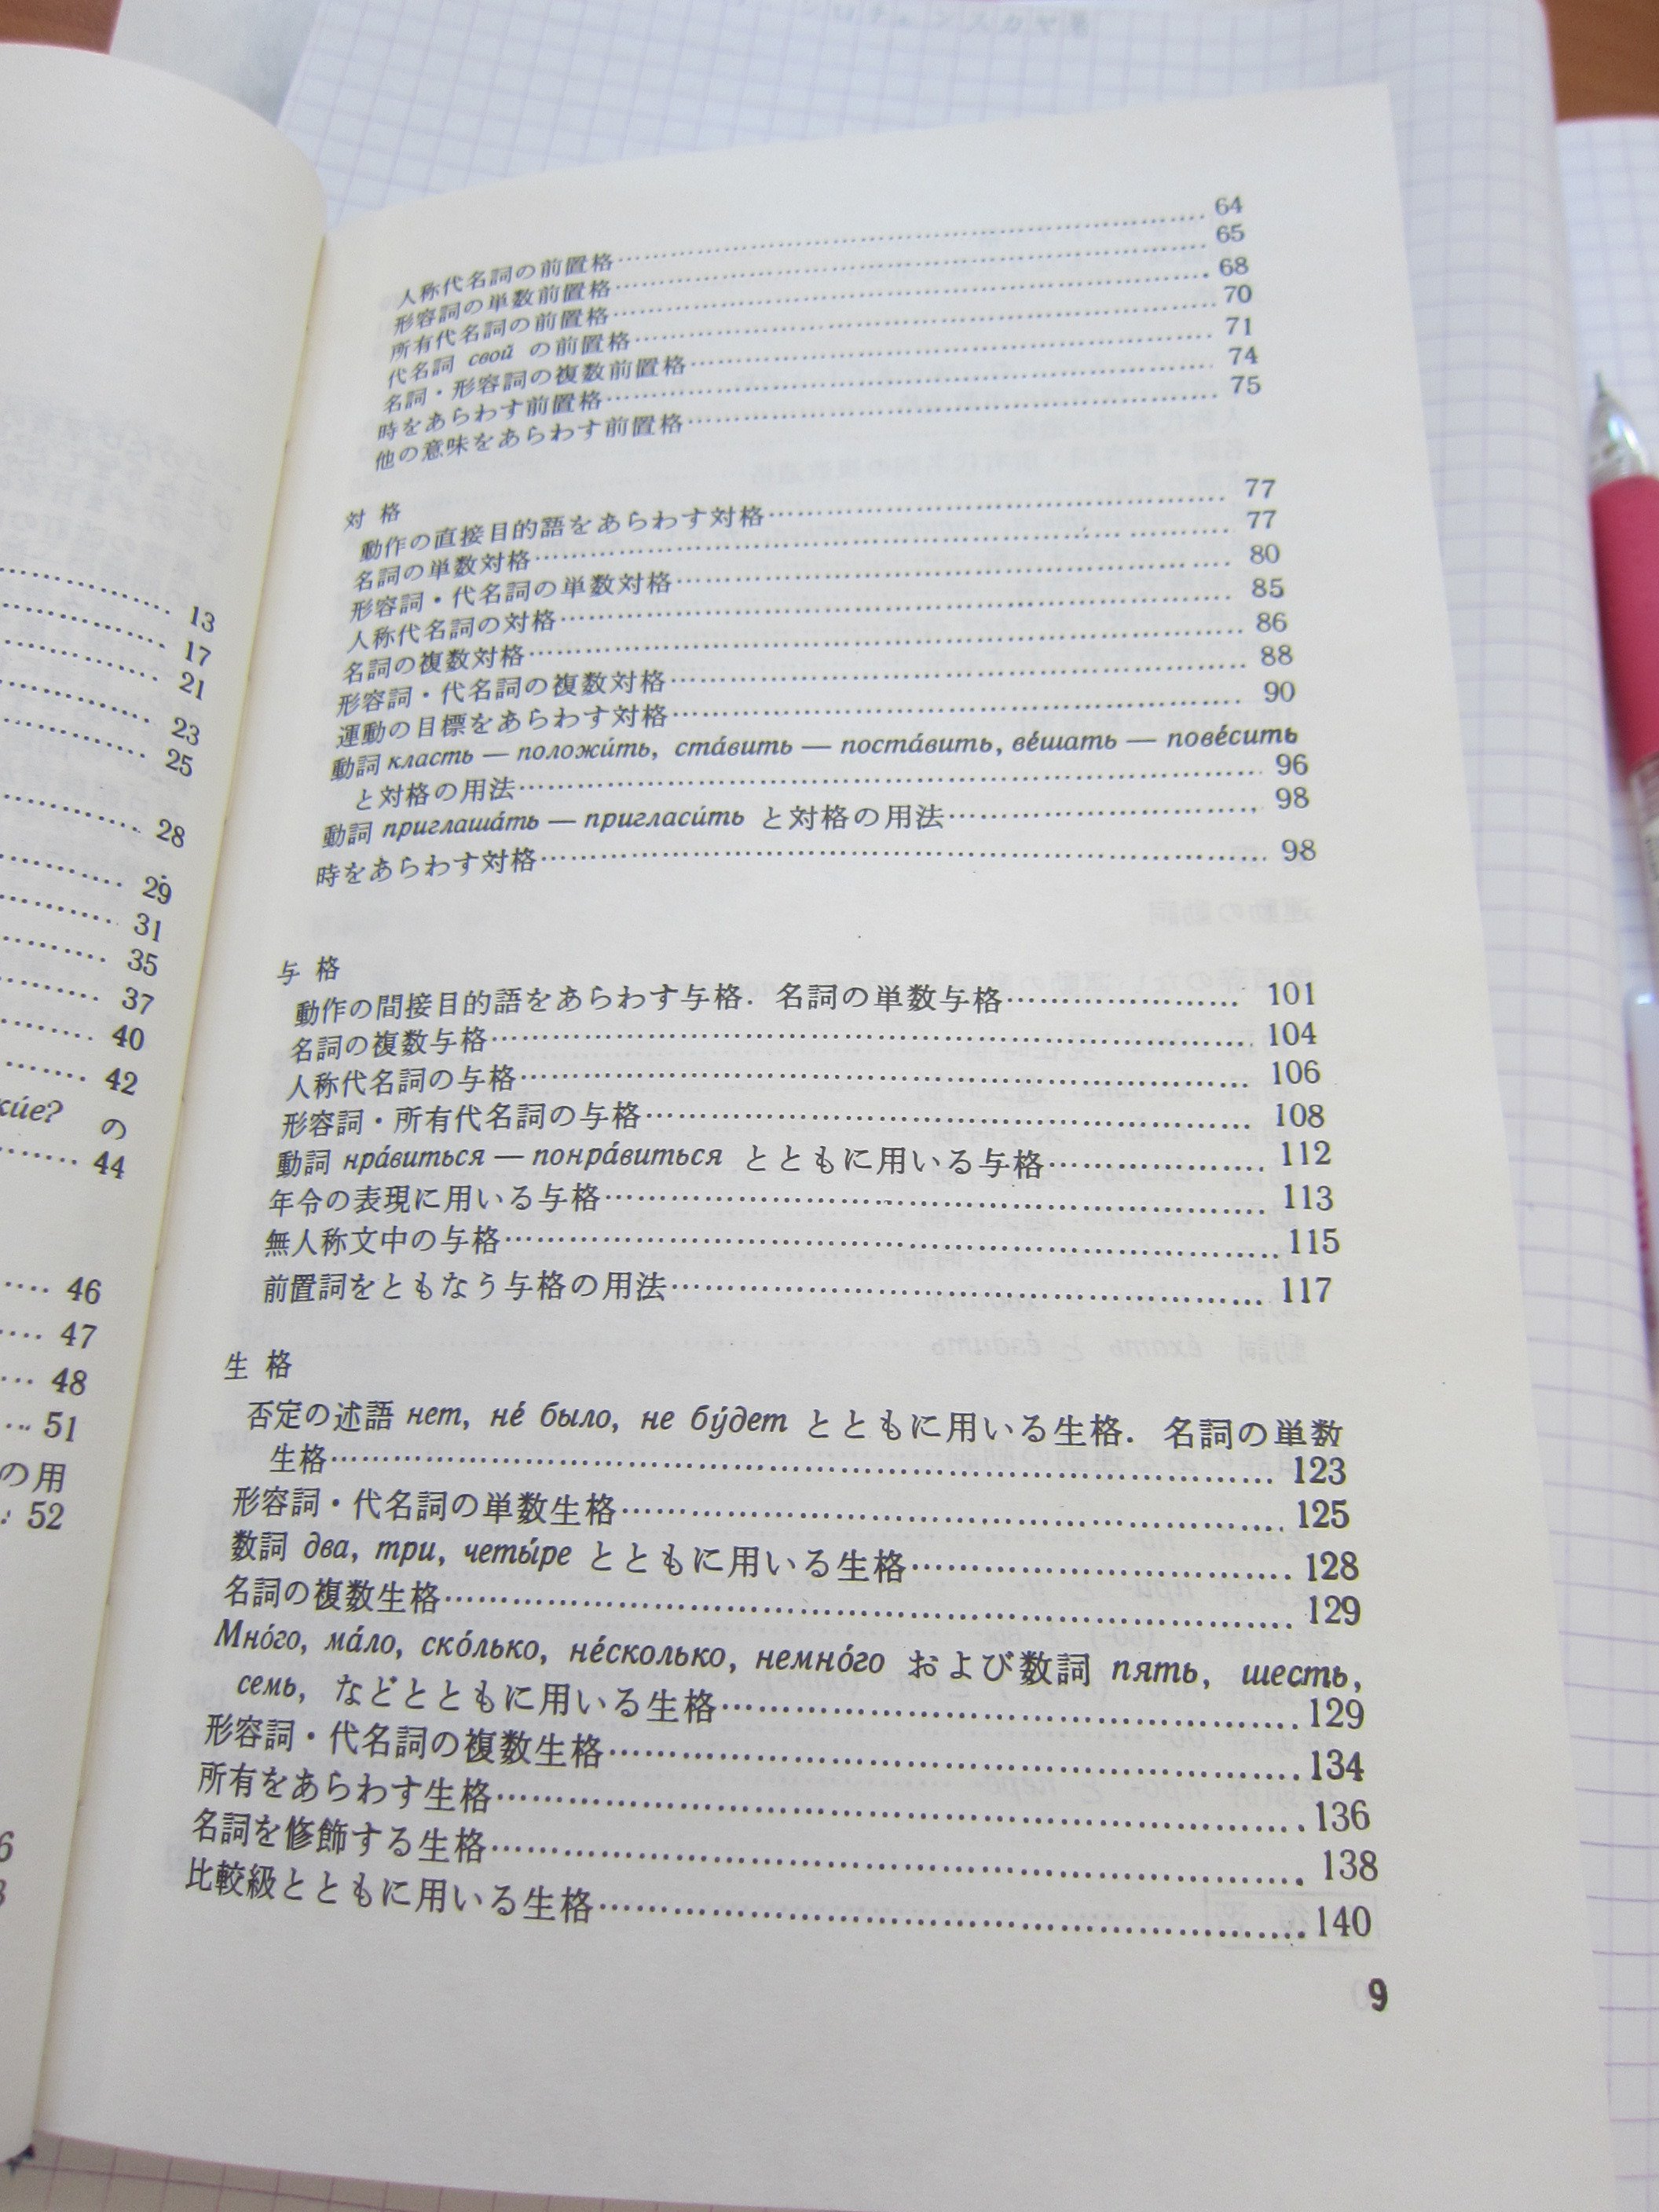 13
17
21
23
25
28
29
31
35
37
40
42
кие? の
44
46
47
48
51
の用
52
人称代名詞の前置格 64
形容詞の単数前置格 65
所有代名詞の前置格 68
代名詞 свой の前置格 70
名詞・形容詞の複数前置格 71
時をあらわす前置格 74
他の意味をあらわす前置格 75
対格
動作の直接目的語をあらわす対格 77
名詞の単数対格 77
形容詞・代名詞の単数対格 80
人称代名詞の対格 85
名詞の複数対格 86
形容詞・代名詞の複数対格 88
運動の目標をあらわす対格 90
動詞 класть — положи́ть, ста́вить — поста́вить, ве́шать — пове́сить
と対格の用法 96
動詞 приглаша́ть — пригласи́ть と対格の用法 98
時をあらわす対格 98
与格
動作の間接目的語をあらわす与格. 名詞の単数与格 101
名詞の複数与格 104
人称代名詞の与格 106
形容詞・所有代名詞の与格 108
動詞 нра́виться — понра́виться とともに用いる与格 112
年令の表現に用いる与格 113
無人称文中の与格 115
前置詞をともなう与格の用法 117
生格
否定の述語 нет, не́ было, не бу́дет とともに用いる生格. 名詞の単数
生格 123
形容詞・代名詞の単数生格 125
数詞 два, три, четы́ре とともに用いる生格 128
名詞の複数生格 129
Мно́го, ма́ло, ско́лько, не́сколько, немно́го および数詞 пять, шесть,
семь, などとともに用いる生格 129
形容詞・代名詞の複数生格 134
所有をあらわす生格 136
名詞を修飾する生格 138
比較級とともに用いる生格 140
9